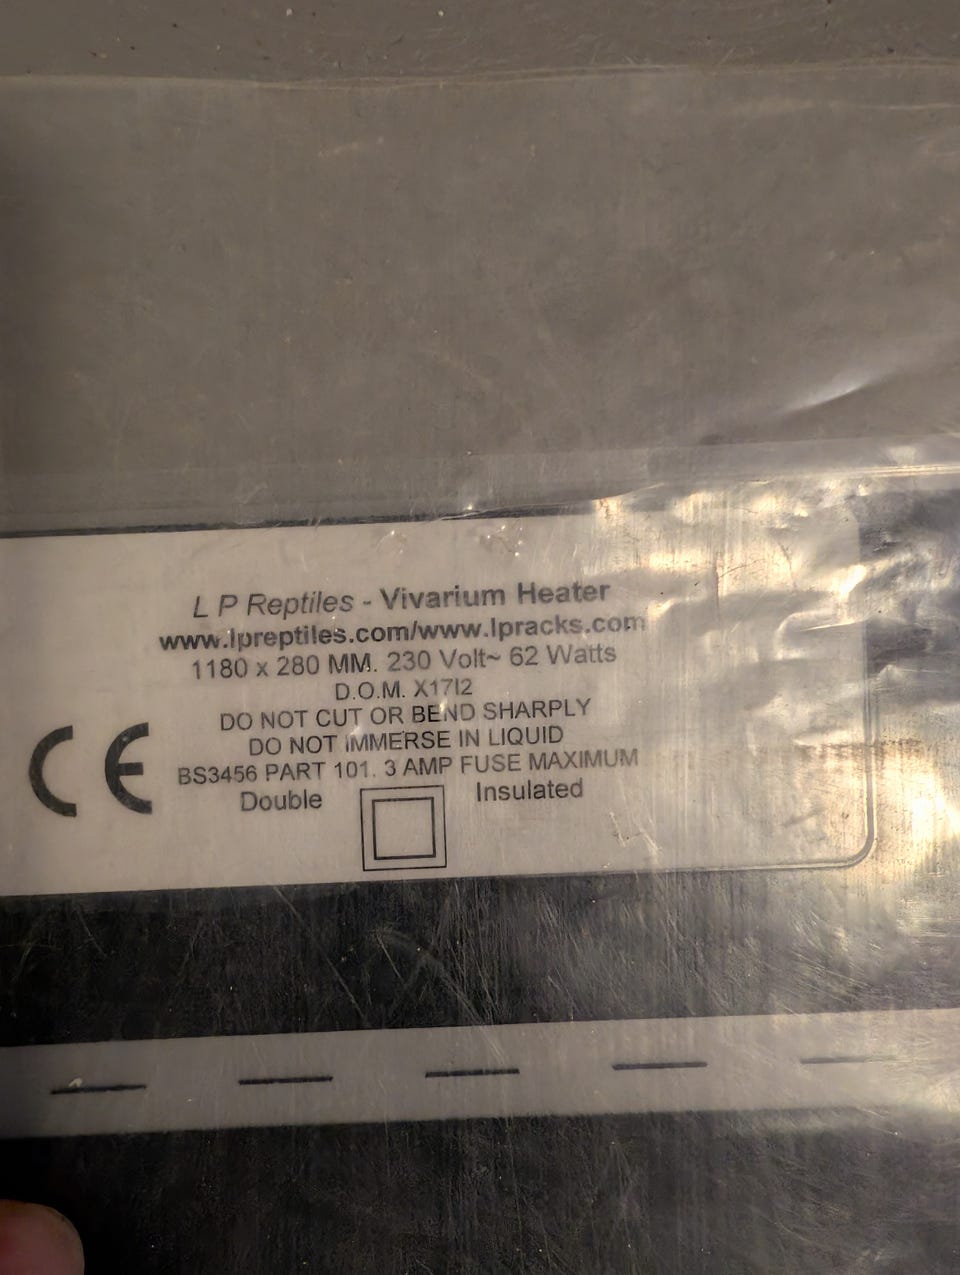 L P Reptiles - Vivarium Heater
www.lpreptiles.com/www.lpracks.com
1180 x 280 MM. 230 Volt~ 62 Watts
D.O.M. X17I2
DO NOT CUT OR BEND SHARPLY
DO NOT IMMERSE IN LIQUID
BS3456 PART 101. 3 AMP FUSE MAXIMUM
CE
Double Insulated